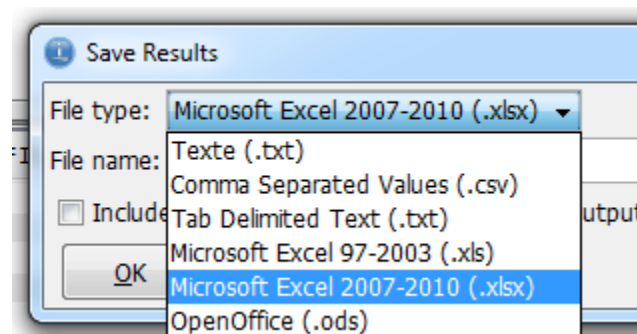 Save Results
File type: Microsoft Excel 2007-2010 (.xlsx)
File name: Texte (.txt)
Comma Separated Values (.csv)
Include Tab Delimited Text (.txt)
Microsoft Excel 97-2003 (.xls)
OK Microsoft Excel 2007-2010 (.xlsx)
OpenOffice (.ods)